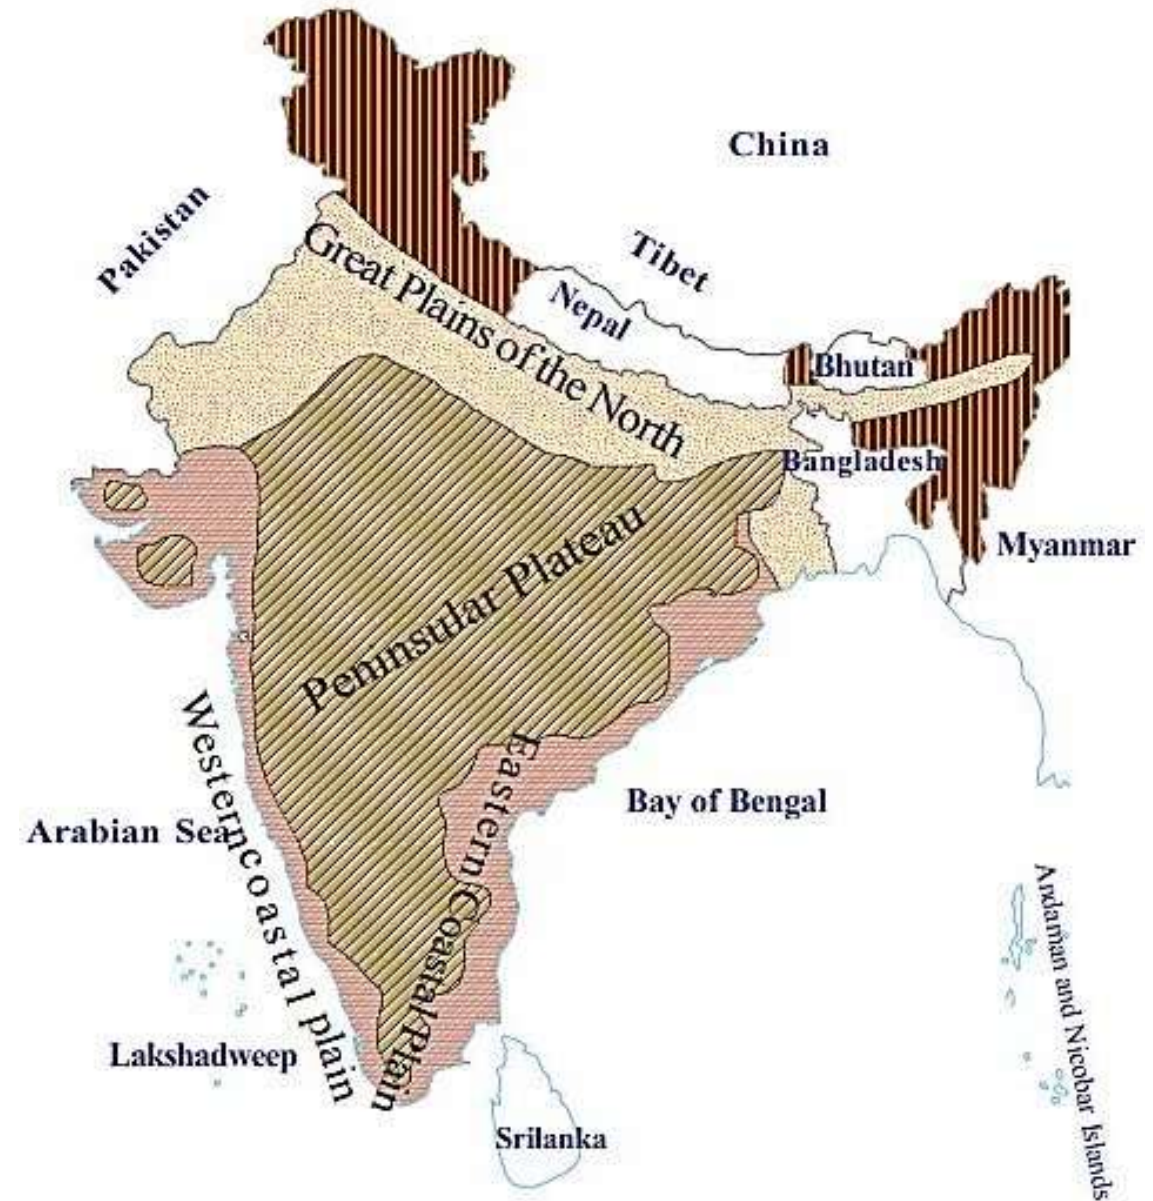 China
Pakistan
Tibet
Great Plains of the North
Nepal
Bhutan
Bangladesh
Myanmar
Peninsular Plateau
Western coastal plain
Eastern Coastal Plain
Bay of Bengal
Arabian Sea
Andaman and Nicobar Islands
Lakshadweep
Srilanka